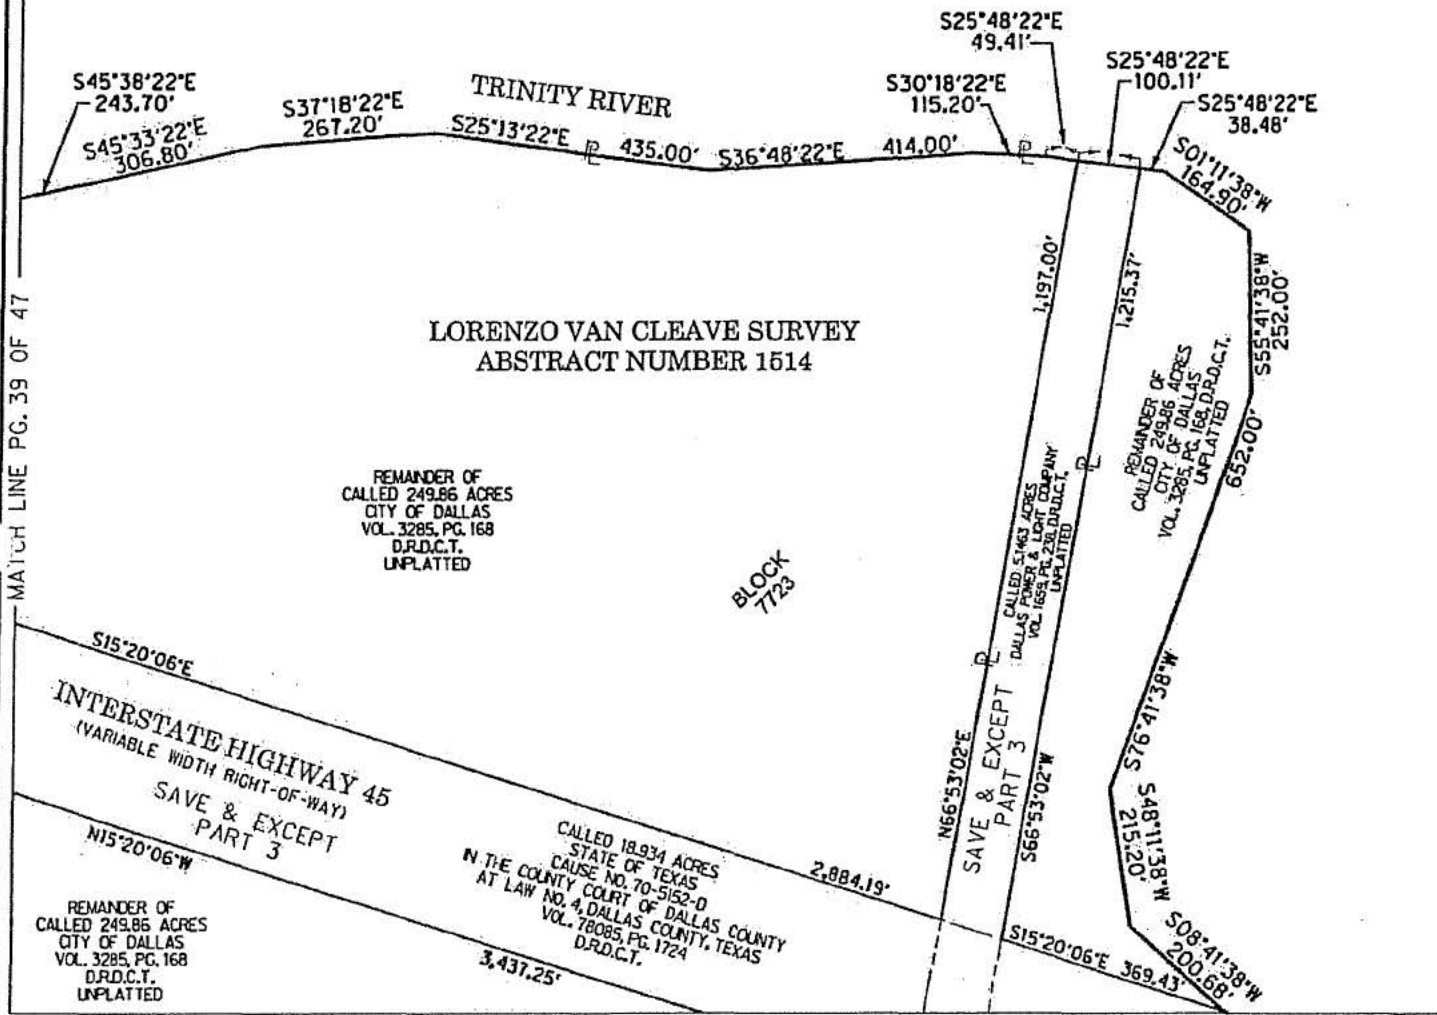 S25°48'22"E
49.41'
S25°48'22"E
100.11'
S25°48'22"E
38.48'
S45°38'22"E
243.70'
S45°33'22"E
306.80'
S37°18'22"E
267.20'
TRINITY RIVER
S25°13'22"E
435.00'
S36°48'22"E
414.00'
S30°18'22"E
115.20'
S01°11'38"W
164.90'
S55°41'38"W
252.00'
MATCH LINE PG. 39 OF 47
LORENZO VAN CLEAVE SURVEY
ABSTRACT NUMBER 1514
1,197.00'
1,215.37'
REMAINDER OF
CALLED 249.86 ACRES
CITY OF DALLAS
VOL. 3285, PG. 168, D.R.D.C.T.
UNPLATTED
652.00'
REMAINDER OF
CALLED 249.86 ACRES
CITY OF DALLAS
VOL. 3285, PG. 168
D.R.D.C.T.
UNPLATTED
BLOCK
7723
CALLED 5.1463 ACRES
DALLAS POWER & LIGHT COMPANY
VOL. 1659, PG. 238, D.R.D.C.T.
UNPLATTED
S15°20'06"E
INTERSTATE HIGHWAY 45
(VARIABLE WIDTH RIGHT-OF-WAY)
SAVE & EXCEPT
PART 3
N15°20'06"W
N66°53'02"E
SAVE & EXCEPT
PART 3
S66°53'02"W
S76°41'38"W
S48°11'38"W
215.20'
CALLED 18.934 ACRES
STATE OF TEXAS
CAUSE NO. 70-5152-D
IN THE COUNTY COURT OF DALLAS COUNTY
AT LAW NO. 4, DALLAS COUNTY, TEXAS
VOL. 78085, PG. 1724
D.R.D.C.T.
2,884.19'
S15°20'06"E 369.43'
S08°41'38"W
200.68'
REMAINDER OF
CALLED 249.86 ACRES
CITY OF DALLAS
VOL. 3285, PG. 168
D.R.D.C.T.
UNPLATTED
3,437.25'